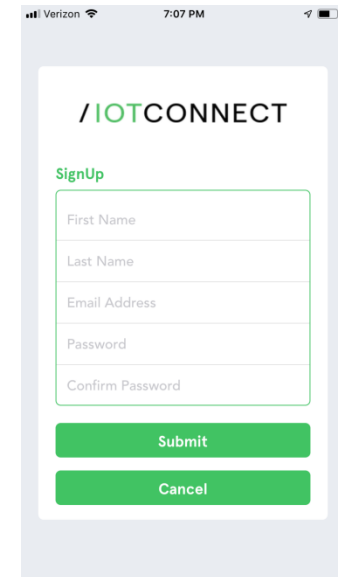 Verizon 7:07 PM
/IOTCONNECT
SignUp
First Name
Last Name
Email Address
Password
Confirm Password
Submit
Cancel